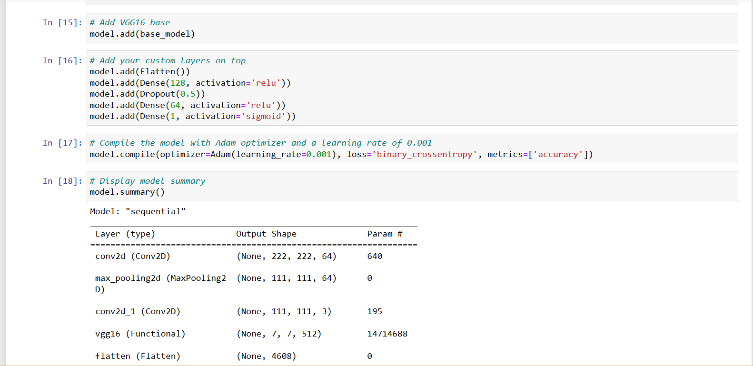 In [15]: # Add VGG16 base
model.add(base_model)
In [16]: # Add your custom layers on top
model.add(Flatten())
model.add(Dense(128, activation='relu'))
model.add(Dropout(0.5))
model.add(Dense(64, activation='relu'))
model.add(Dense(1, activation='sigmoid'))
In [17]: # Compile the model with Adam optimizer and a learning rate of 0.001
model.compile(optimizer=Adam(learning_rate=0.001), loss='binary_crossentropy', metrics=['accuracy'])
In [18]: # Display model summary
model.summary()
Model: "sequential"
Layer (type) Output Shape Param #
conv2d (Conv2D) (None, 222, 222, 64) 640
max_pooling2d (MaxPooling2 (None, 111, 111, 64) 0
D)
conv2d_1 (Conv2D) (None, 111, 111, 3) 195
vgg16 (Functional) (None, 7, 7, 512) 14714688
flatten (Flatten) (None, 4608) 0